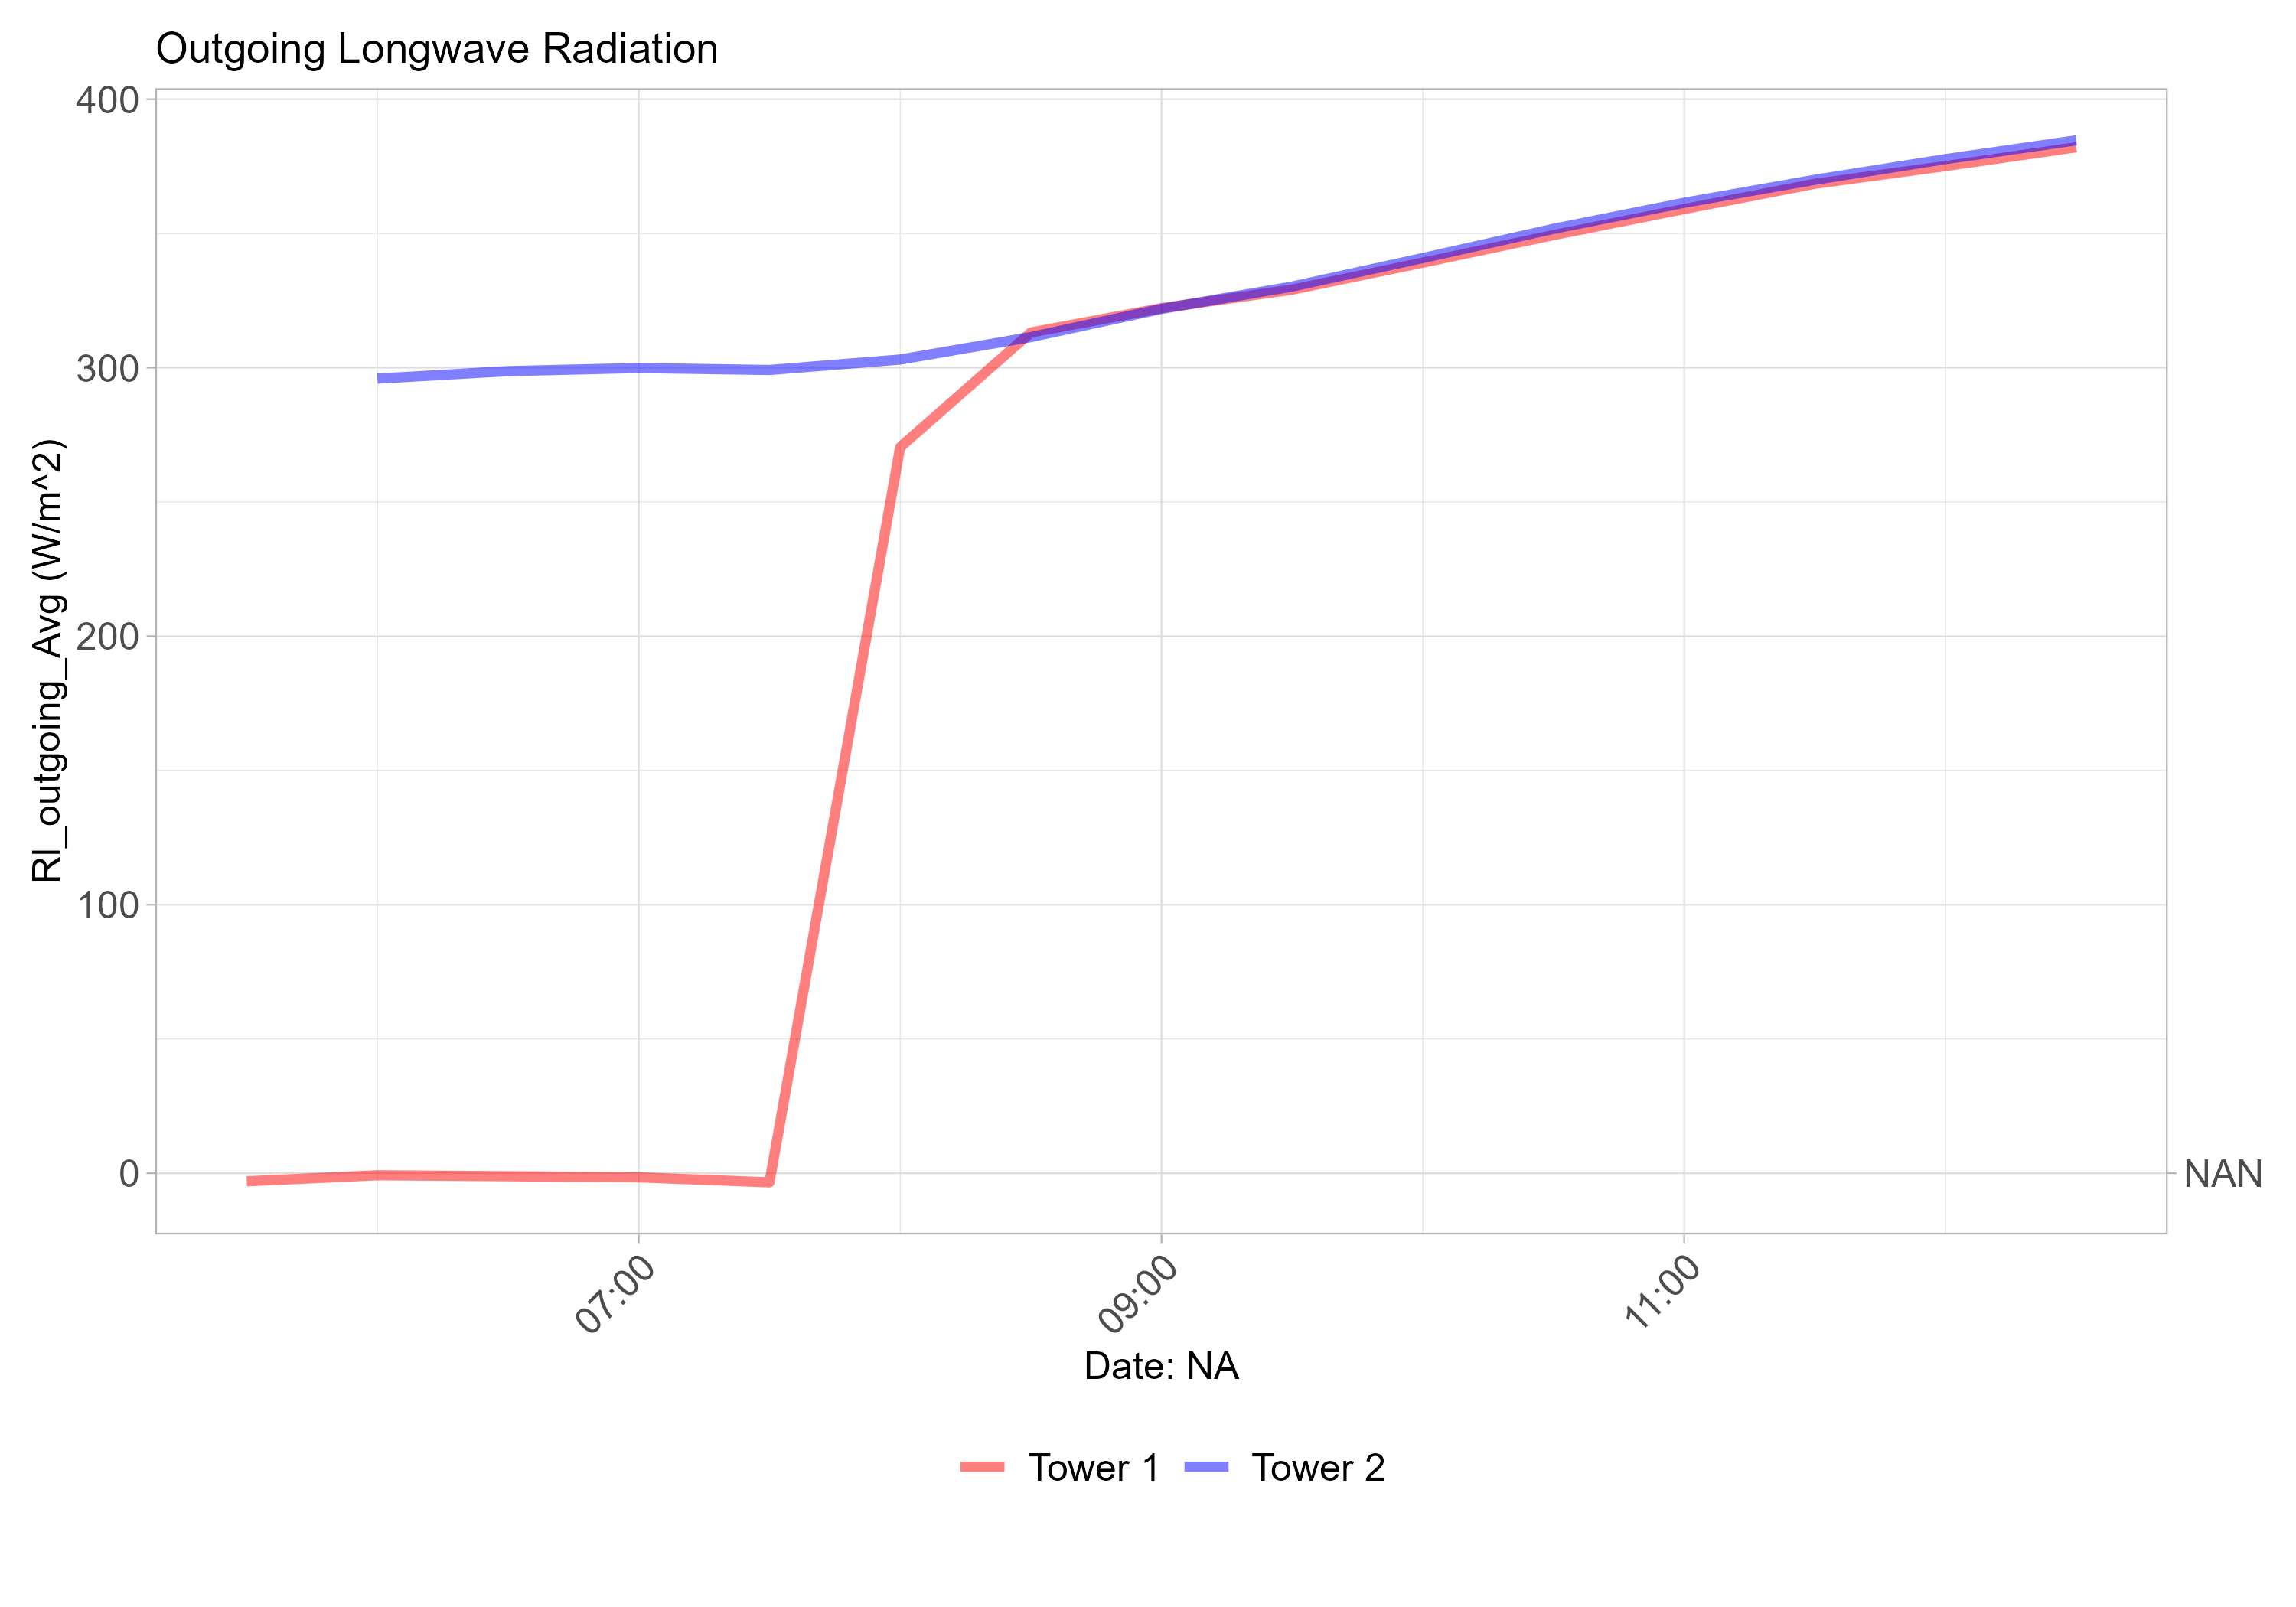 Outgoing Longwave Radiation
Rl_outgoing_Avg (W/m^2)
400
300
200
100
0
NAN
07:00
09:00
11:00
Date: NA
Tower 1
Tower 2